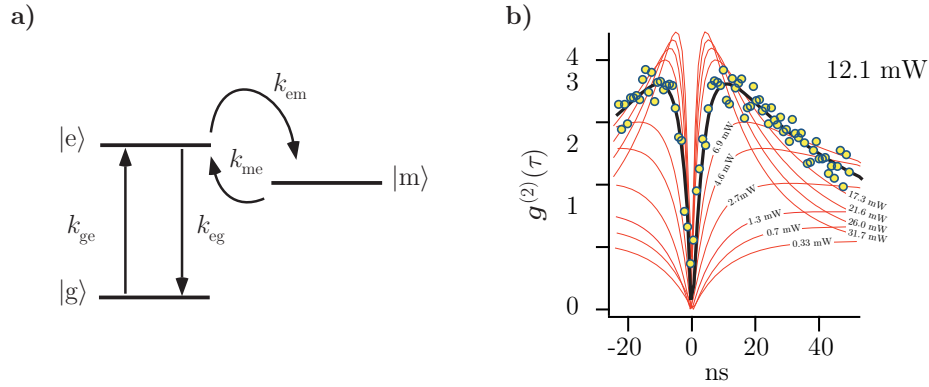 a)
k_em
|e⟩
k_me
|m⟩
k_ge
k_eg
|g⟩
b)
12.1 mW
g^(2)(τ)
4
3
2
1
0
-20
0
20
40
ns
6.9 mW
4.6 mW
2.7mW
1.3 mW
0.7 mW
0.33 mW
17.3 mW
21.6 mW
26.0 mW
31.7 mW